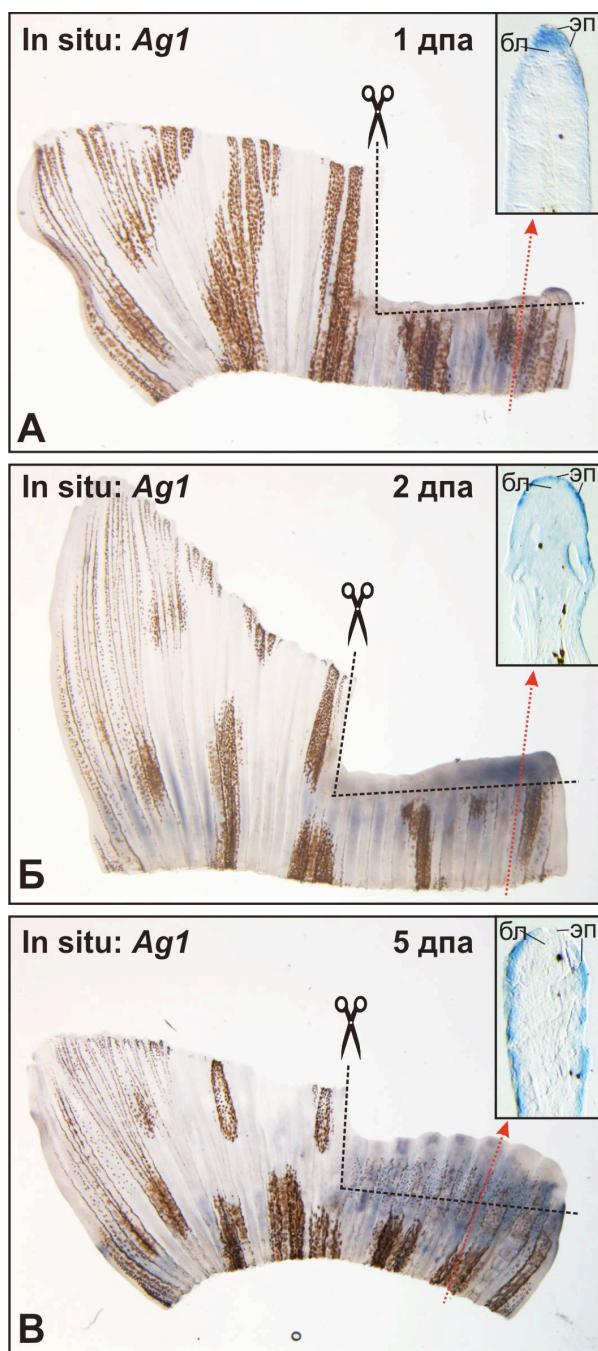 In situ: Ag1 1 дпа
эп
бл
А
In situ: Ag1 2 дпа
бл эп
Б
In situ: Ag1 5 дпа
бл эп
В